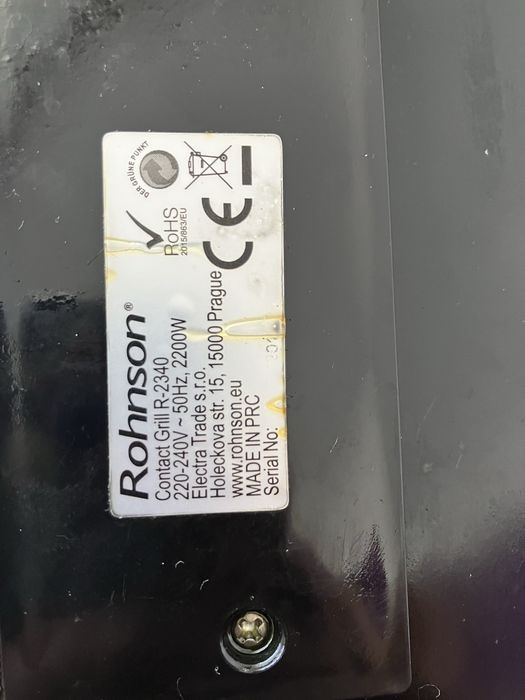 Rohnson®
Contact Grill R-2340
220-240V ~ 50Hz, 2200W
Electra Trade s.r.o.
Holeckova str. 15, 15000 Prague
www.rohnson.eu
MADE IN PRC
Serial No:
RoHS
2015/863/EU
DER GRÜNE PUNKT
CE